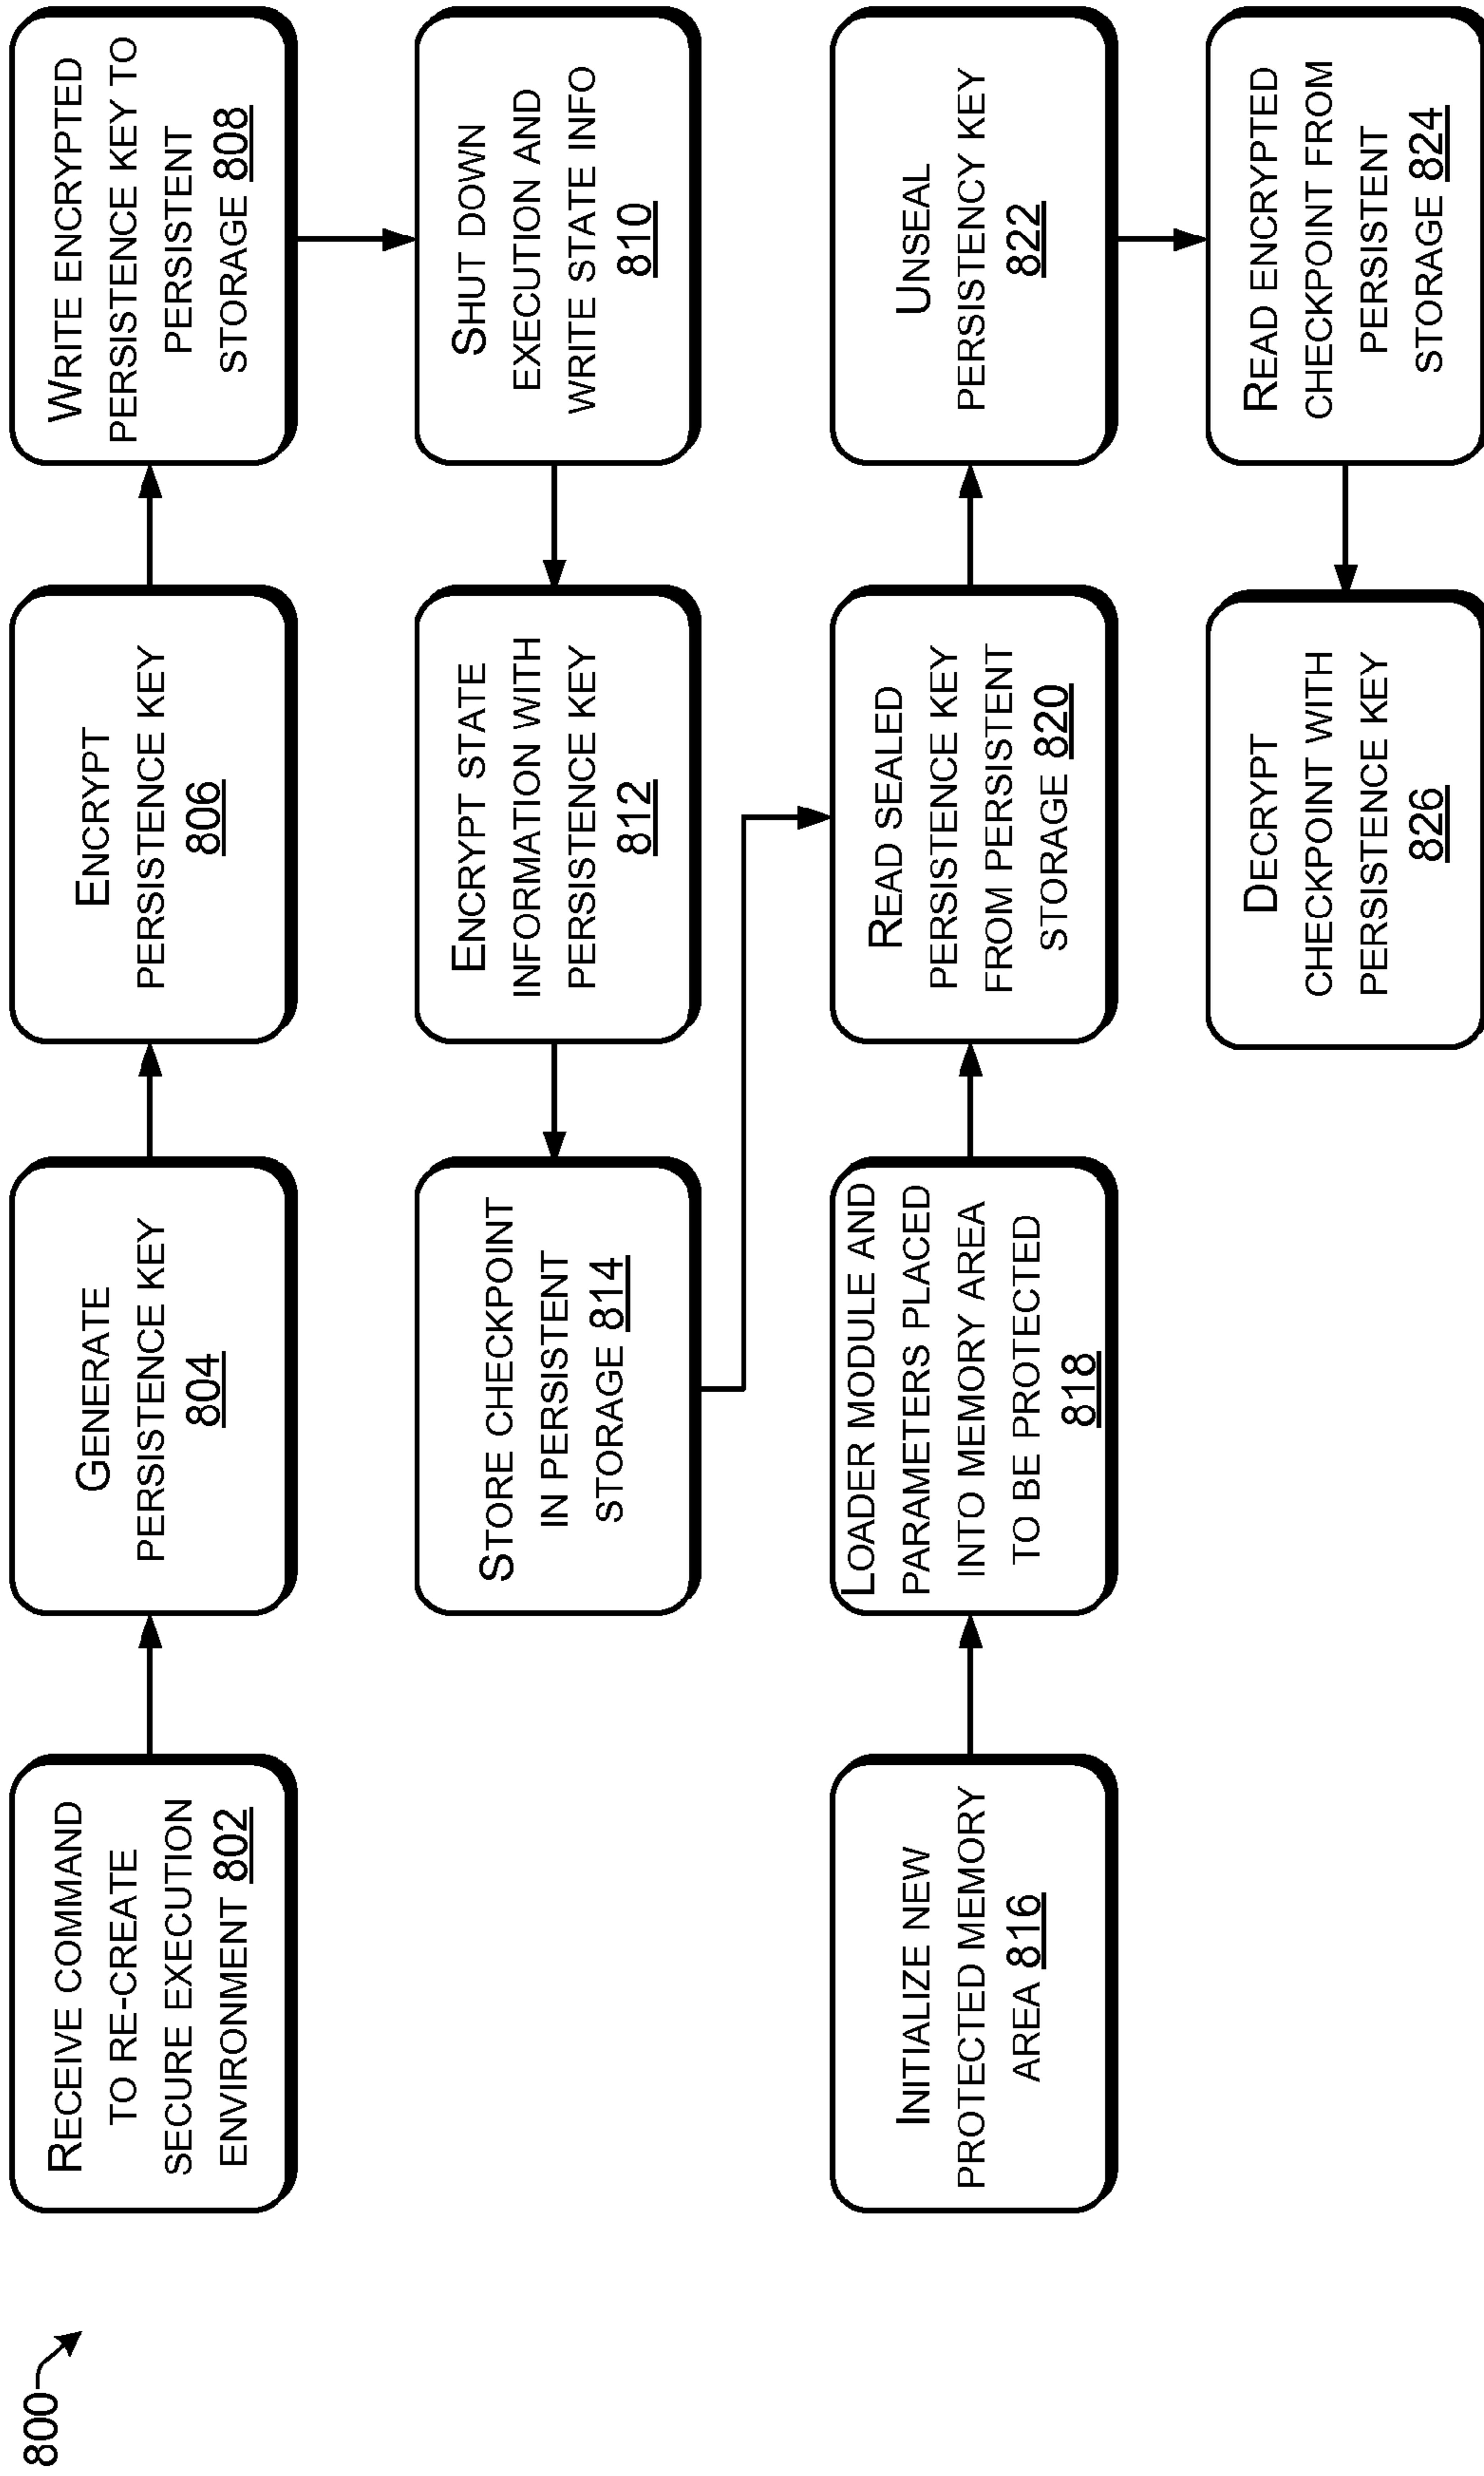 800
RECEIVE COMMAND
TO RE-CREATE
SECURE EXECUTION
ENVIRONMENT 802
GENERATE
PERSISTENCE KEY
804
ENCRYPT
PERSISTENCE KEY
806
WRITE ENCRYPTED
PERSISTENCE KEY TO
PERSISTENT
STORAGE 808
SHUT DOWN
EXECUTION AND
WRITE STATE INFO
810
ENCRYPT STATE
INFORMATION WITH
PERSISTENCE KEY
812
STORE CHECKPOINT
IN PERSISTENT
STORAGE 814
INITIALIZE NEW
PROTECTED MEMORY
AREA 816
LOADER MODULE AND
PARAMETERS PLACED
INTO MEMORY AREA
TO BE PROTECTED
818
READ SEALED
PERSISTENCE KEY
FROM PERSISTENT
STORAGE 820
UNSEAL
PERSISTENCY KEY
822
READ ENCRYPTED
CHECKPOINT FROM
PERSISTENT
STORAGE 824
DECRYPT
CHECKPOINT WITH
PERSISTENCE KEY
826